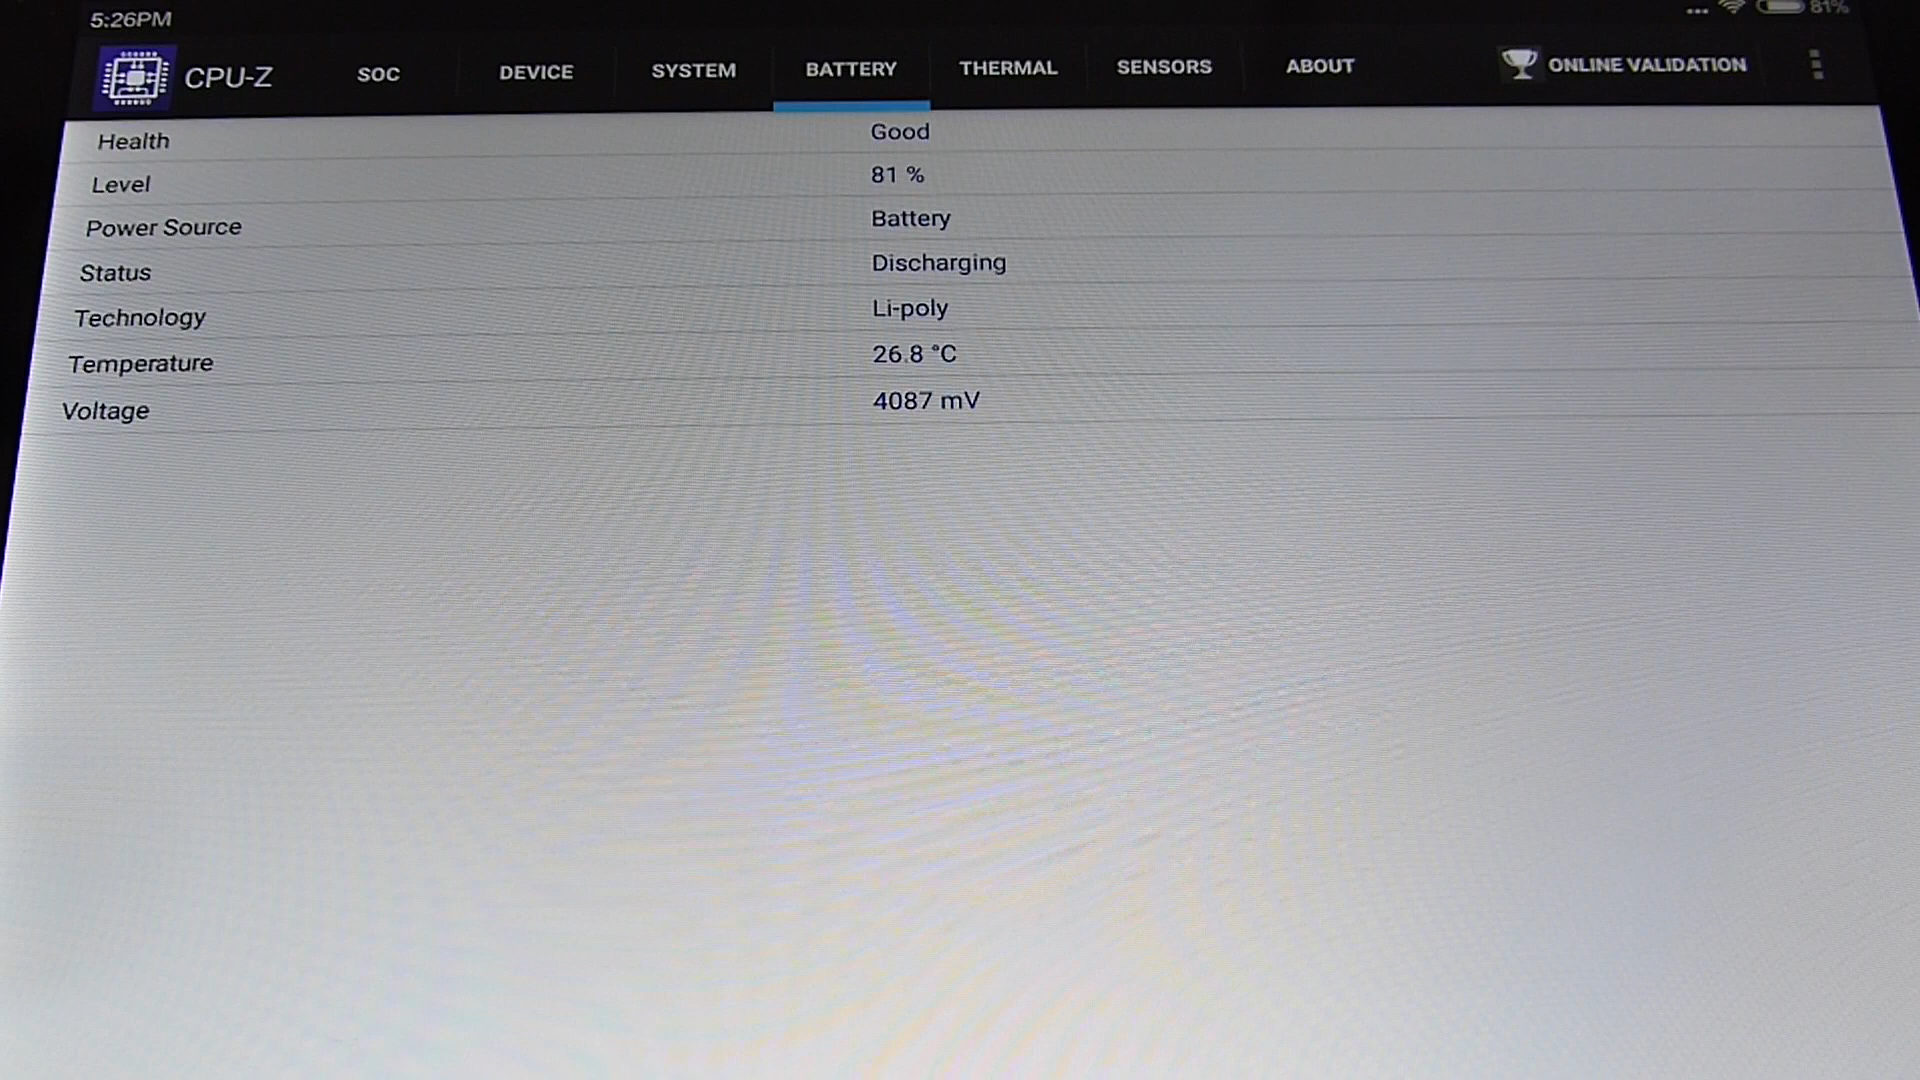 5:26PM 81%
CPU-Z SOC DEVICE SYSTEM BATTERY THERMAL SENSORS ABOUT ONLINE VALIDATION
Health Good
Level 81 %
Power Source Battery
Status Discharging
Technology Li-poly
Temperature 26.8 °C
Voltage 4087 mV